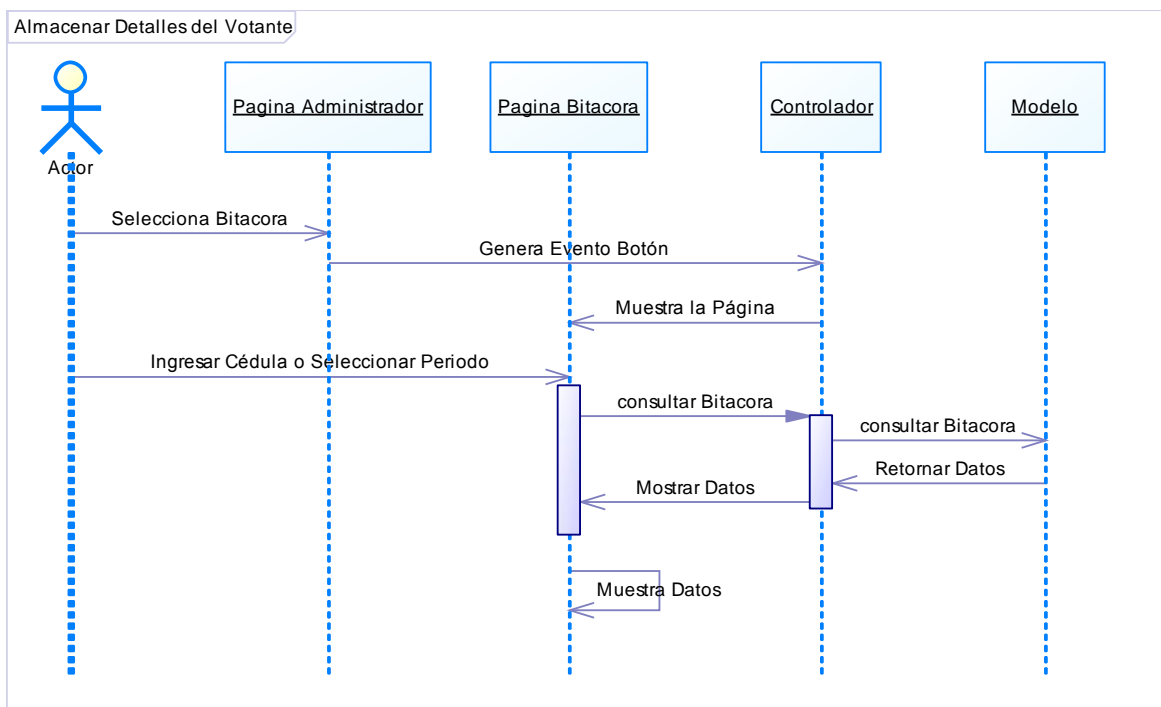 Almacenar Detalles del Votante
Pagina Administrador
Pagina Bitacora
Controlador
Modelo
Actor
Selecciona Bitacora
Genera Evento Botón
Muestra la Página
Ingresar Cédula o Seleccionar Periodo
consultar Bitacora
consultar Bitacora
Retornar Datos
Mostrar Datos
Muestra Datos